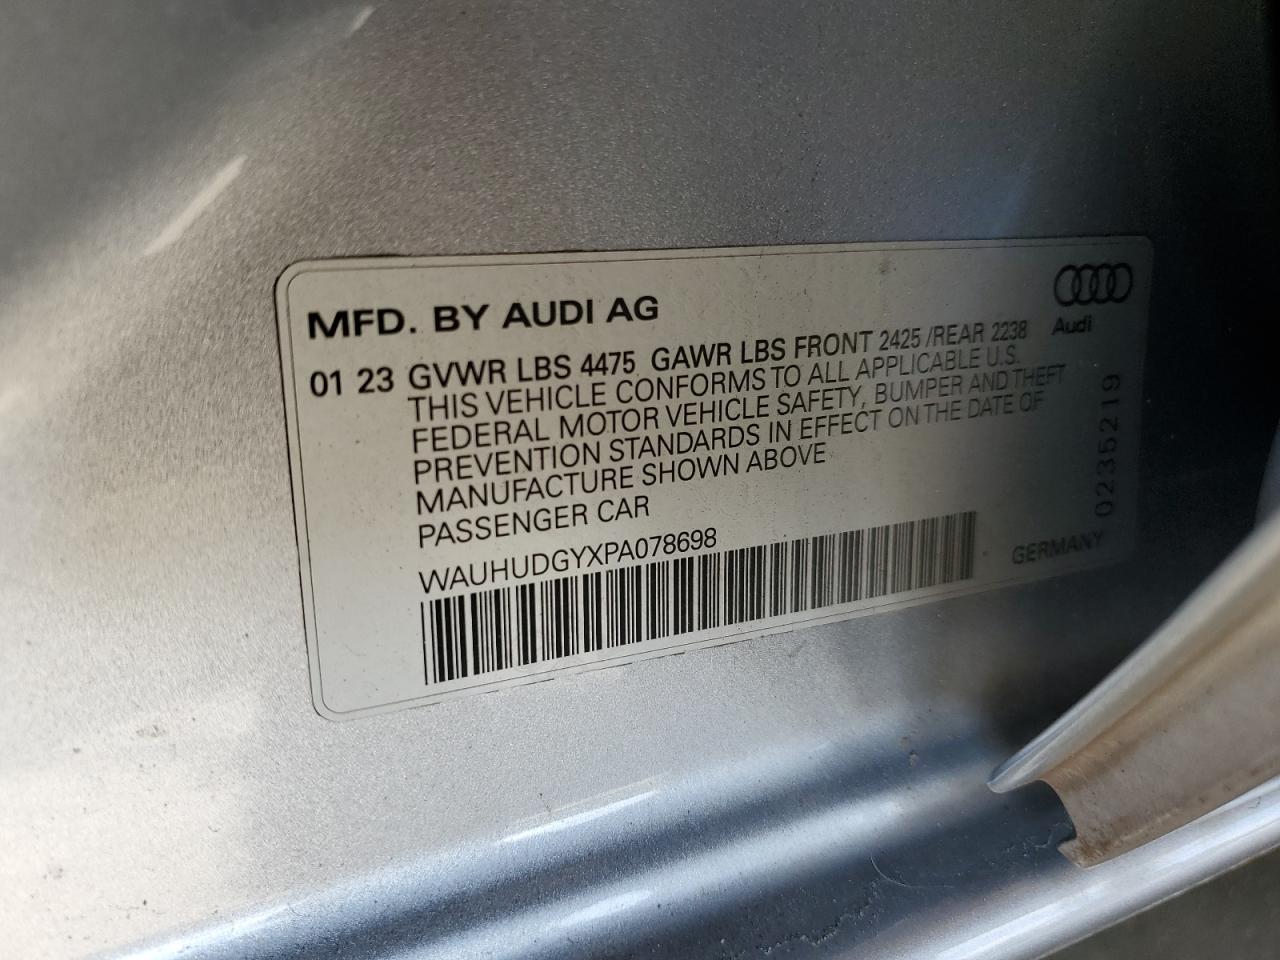 MFD. BY AUDI AG
Audi
01 23 GVWR LBS 4475 GAWR LBS FRONT 2425 /REAR 2238
THIS VEHICLE CONFORMS TO ALL APPLICABLE U.S.
FEDERAL MOTOR VEHICLE SAFETY, BUMPER AND THEFT
PREVENTION STANDARDS IN EFFECT ON THE DATE OF
MANUFACTURE SHOWN ABOVE
PASSENGER CAR
WAUHUDGYXPA078698
GERMANY
0235219